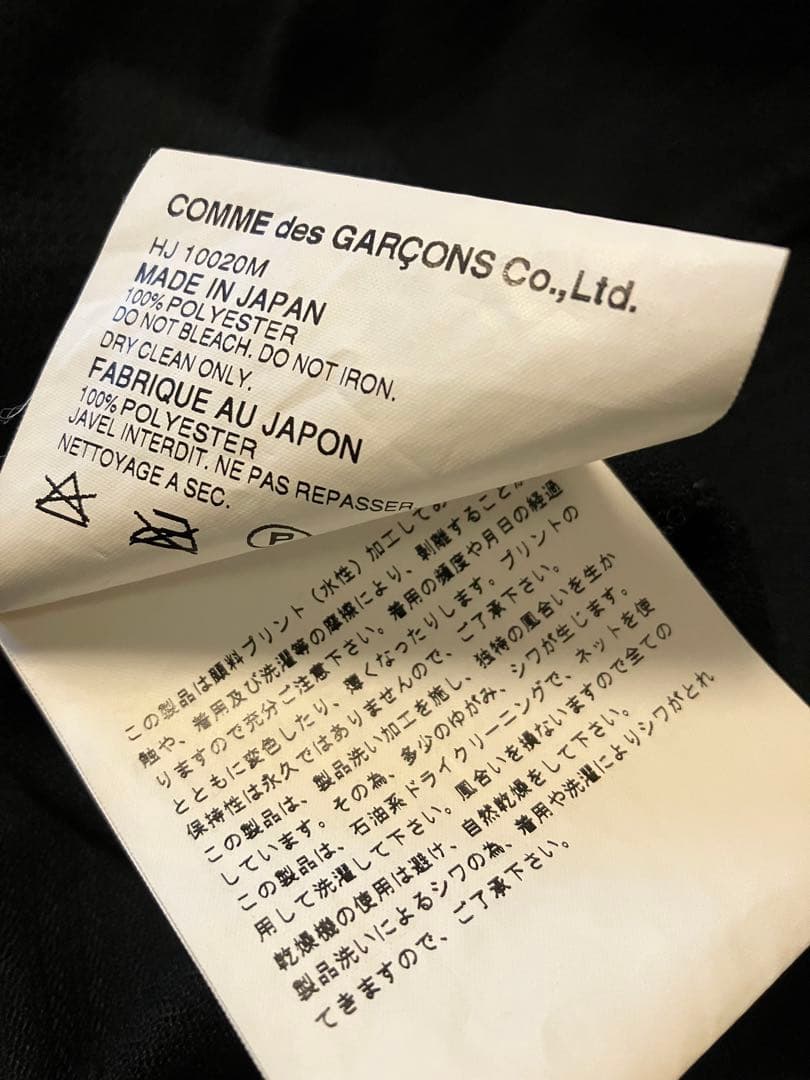 COMME des GARÇONS Co.,Ltd.
HJ 10020M
MADE IN JAPAN
100% POLYESTER
DO NOT BLEACH. DO NOT IRON.
DRY CLEAN ONLY.
FABRIQUE AU JAPON
100% POLYESTER
JAVEL INTERDIT. NE PAS REPASSER
NETTOYAGE A SEC.
P
この製品は顔料プリント(水性)加工して
触や、着用及び洗濯等の摩擦により、剥離することが
りますので充分ご注意下さい。着用の頻度や月日の経過
とともに変色したり、薄くなったりします。プリントの
保持性は永久ではありませんので、ご了承下さい。
この製品は、製品洗い加工を施し、独特の風合いを生か
しています。その為、多少のゆがみ、シワが生じます。
この製品は、石油系ドライクリーニングで、ネットを使
用して洗濯して下さい。風合いを損ないますので全ての
乾燥機の使用は避け、自然乾燥をして下さい。
製品洗いによるシワの為、着用や洗濯によりシワがとれ
てきますので、ご了承下さい。